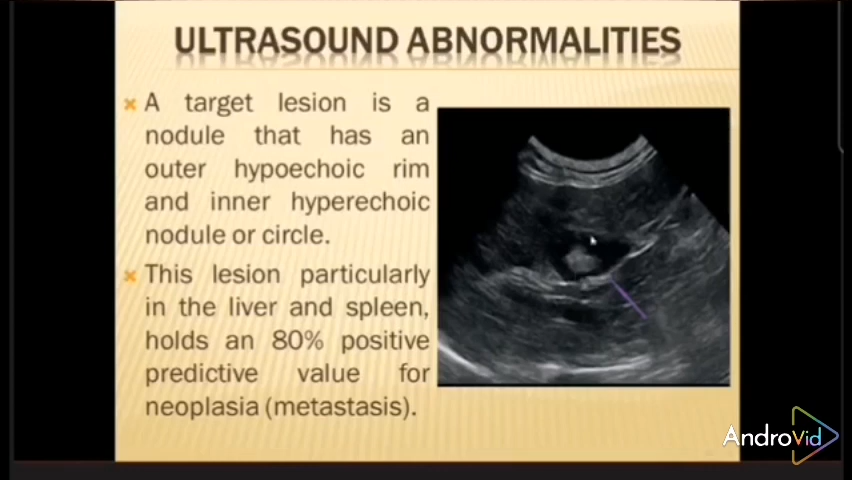 ULTRASOUND ABNORMALITIES
A target lesion is a
nodule that has an
outer hypoechoic rim
and inner hyperechoic
nodule or circle.
This lesion particularly
in the liver and spleen,
holds an 80% positive
predictive value for
neoplasia (metastasis).
AndroVid